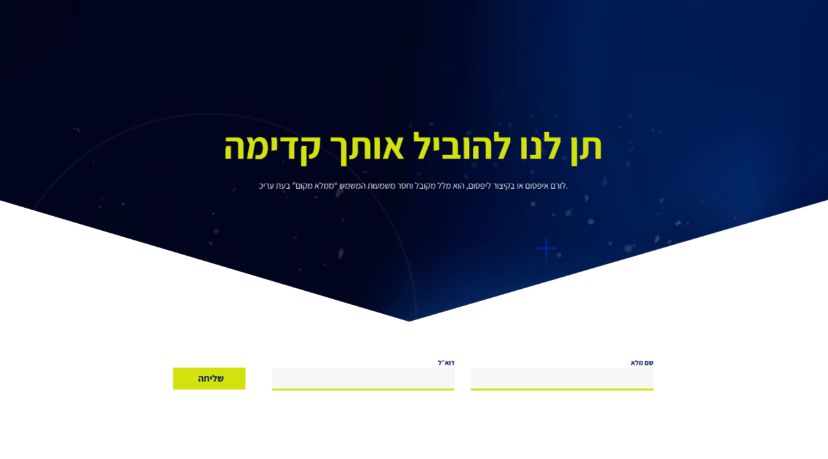 תן לנו להוביל אותך קדימה
לורם איפסום או בקיצור ליפסום, הוא מלל מקובל וחסר משמעות המשמש "ממלא מקום" בעת עריכ.
שם מלא
דוא״ל
שליחה